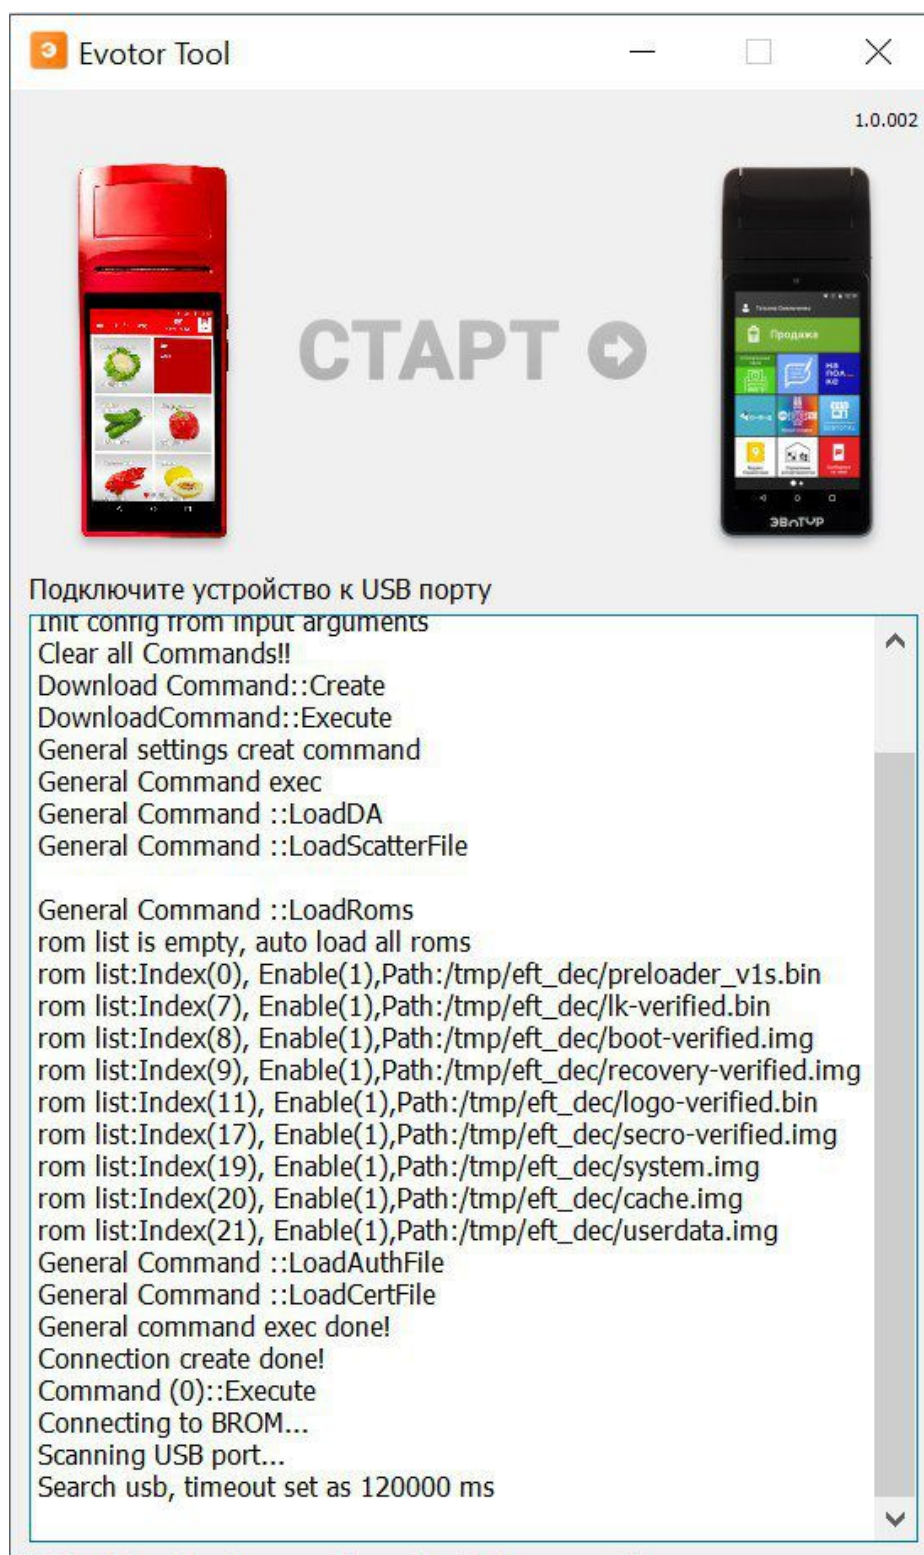 Evotor Tool
1.0.002
СТАРТ
Продажа
НА
ПОЛ
КЕ
ЭВОТОР
Подключите устройство к USB порту
Init config from input arguments
Clear all Commands!!
Download Command::Create
DownloadCommand::Execute
General settings creat command
General Command exec
General Command ::LoadDA
General Command ::LoadScatterFile
General Command ::LoadRoms
rom list is empty, auto load all roms
rom list:Index(0), Enable(1),Path:/tmp/eft_dec/preloader_v1s.bin
rom list:Index(7), Enable(1),Path:/tmp/eft_dec/lk-verified.bin
rom list:Index(8), Enable(1),Path:/tmp/eft_dec/boot-verified.img
rom list:Index(9), Enable(1),Path:/tmp/eft_dec/recovery-verified.img
rom list:Index(11), Enable(1),Path:/tmp/eft_dec/logo-verified.bin
rom list:Index(17), Enable(1),Path:/tmp/eft_dec/secro-verified.img
rom list:Index(19), Enable(1),Path:/tmp/eft_dec/system.img
rom list:Index(20), Enable(1),Path:/tmp/eft_dec/cache.img
rom list:Index(21), Enable(1),Path:/tmp/eft_dec/userdata.img
General Command ::LoadAuthFile
General Command ::LoadCertFile
General command exec done!
Connection create done!
Command (0)::Execute
Connecting to BROM...
Scanning USB port...
Search usb, timeout set as 120000 ms